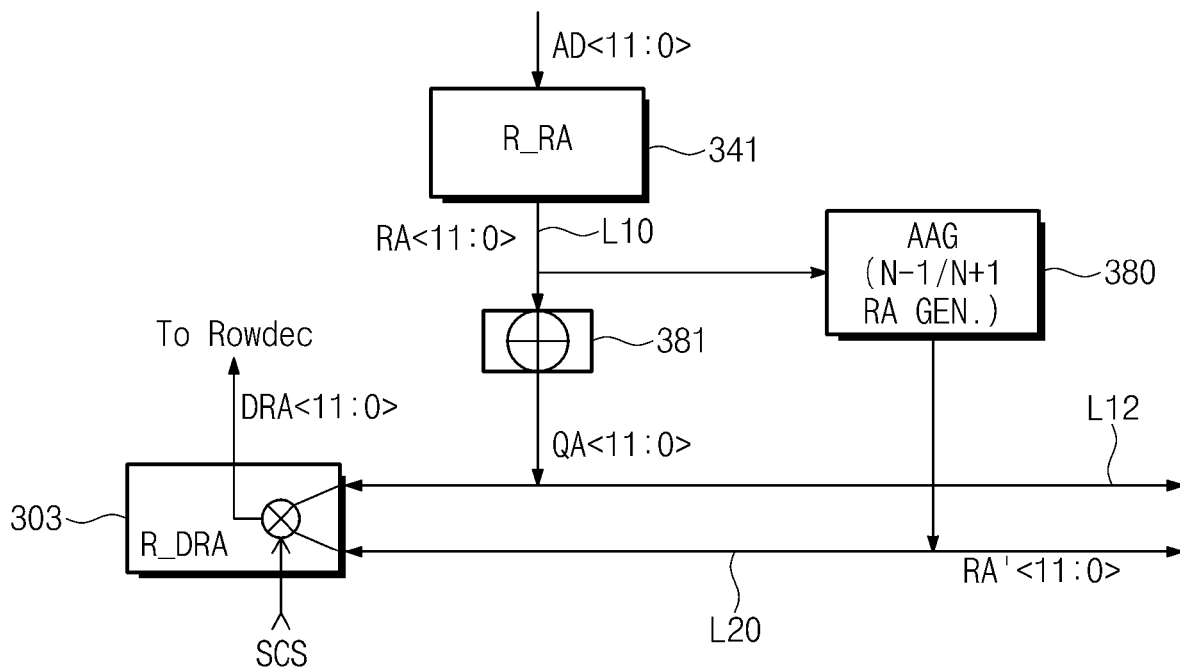 AD<11:0>
R_RA
341
RA<11:0>
L10
AAG
(N-1/N+1
RA GEN.)
380
381
To Rowdec
DRA<11:0>
QA<11:0>
L12
303
R_DRA
RA'<11:0>
L20
SCS